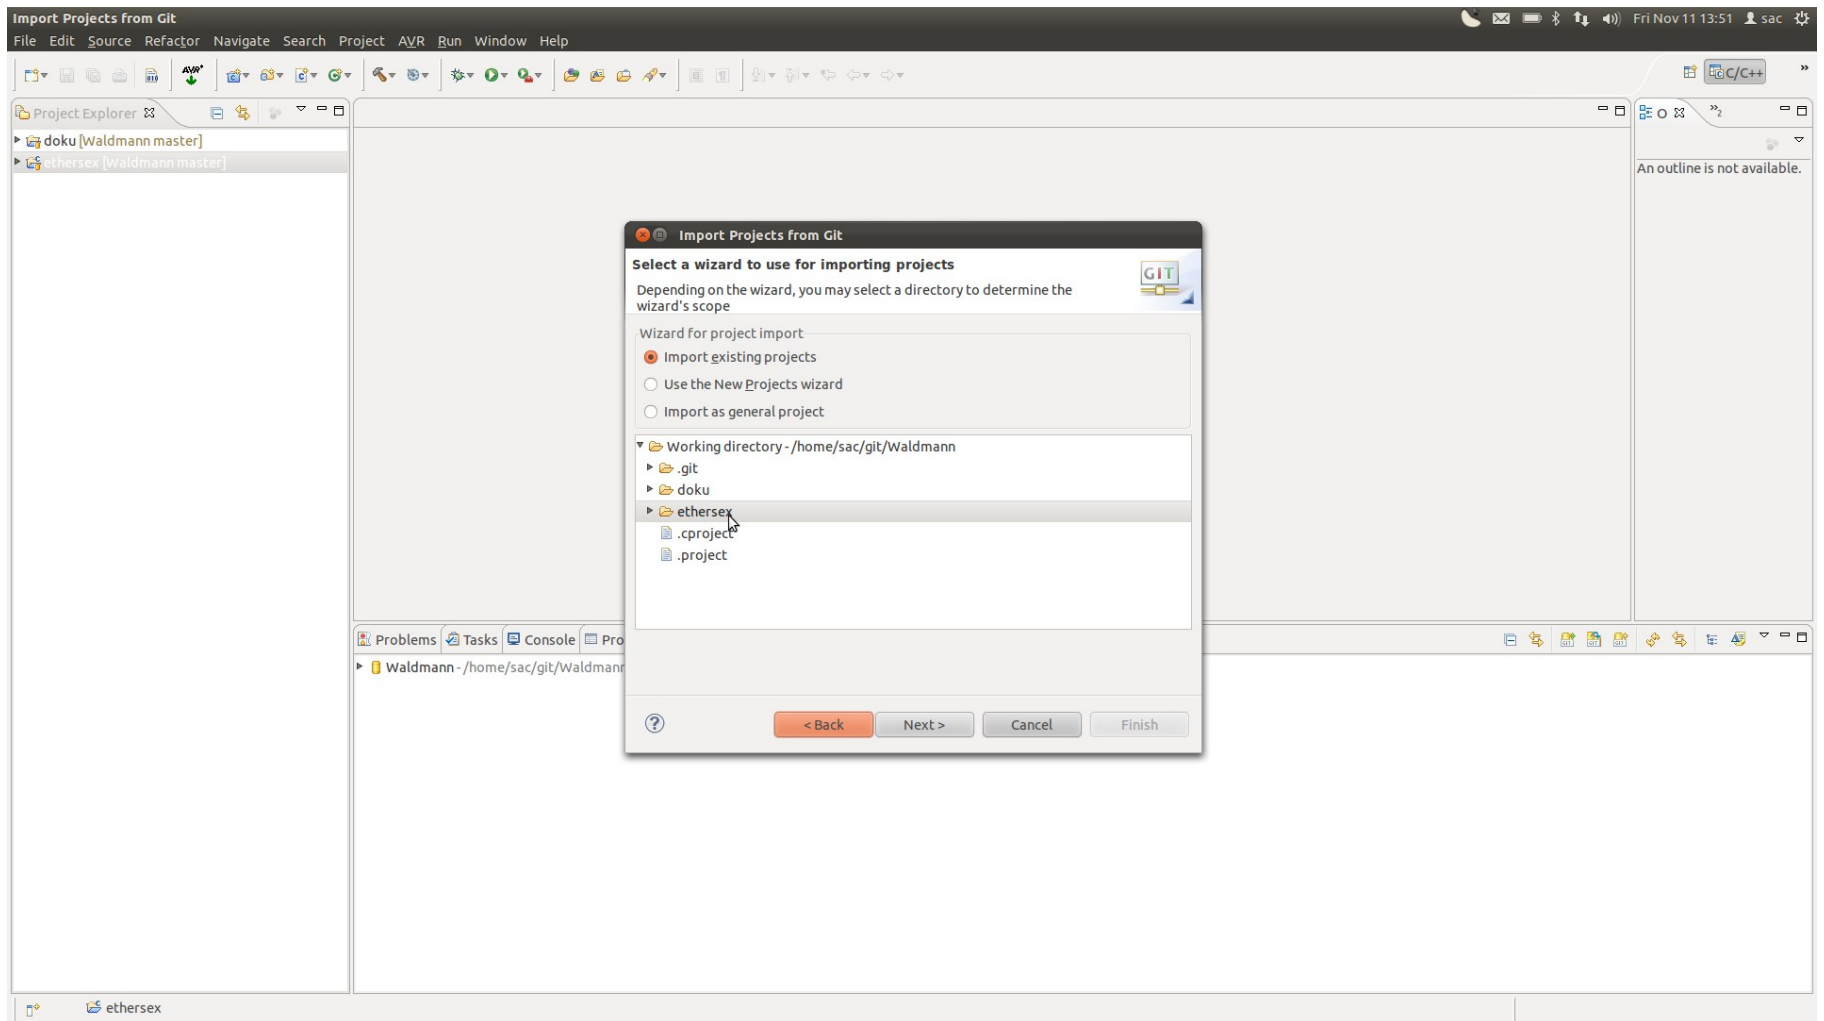 Import Projects from Git
Fri Nov 11 13:51 sac
File Edit Source Refactor Navigate Search Project AVR Run Window Help
AVR*
C/C++
Project Explorer
doku [Waldmann master]
ethersex [Waldmann master]
O
2
An outline is not available.
Import Projects from Git
Select a wizard to use for importing projects
GIT
Depending on the wizard, you may select a directory to determine the
wizard's scope
Wizard for project import
Import existing projects
Use the New Projects wizard
Import as general project
Working directory - /home/sac/git/Waldmann
.git
doku
ethersex
.cproject
.project
< Back Next > Cancel Finish
Problems Tasks Console Pro
Waldmann - /home/sac/git/Waldmann
ethersex